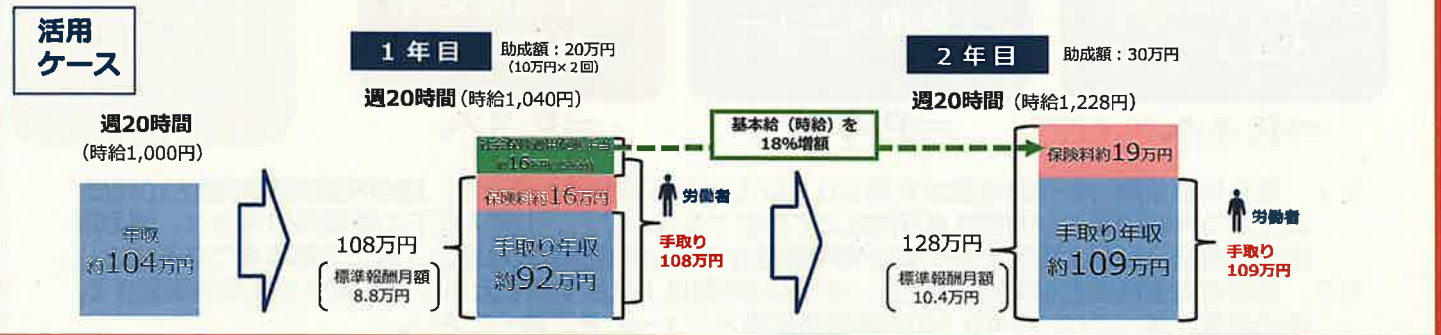 活用
ケース
週20時間
(時給1,000円)
年収
約104万円
1年目
助成額：20万円
(10万円×2回)
週20時間(時給1,040円)
約16万円
保険料約16万円
手取り年収
約92万円
108万円
標準報酬月額
8.8万円
労働者
手取り
108万円
基本給（時給）を
18%増額
2年目
助成額：30万円
週20時間（時給1,228円）
保険料約19万円
手取り年収
約109万円
128万円
標準報酬月額
10.4万円
労働者
手取り
109万円